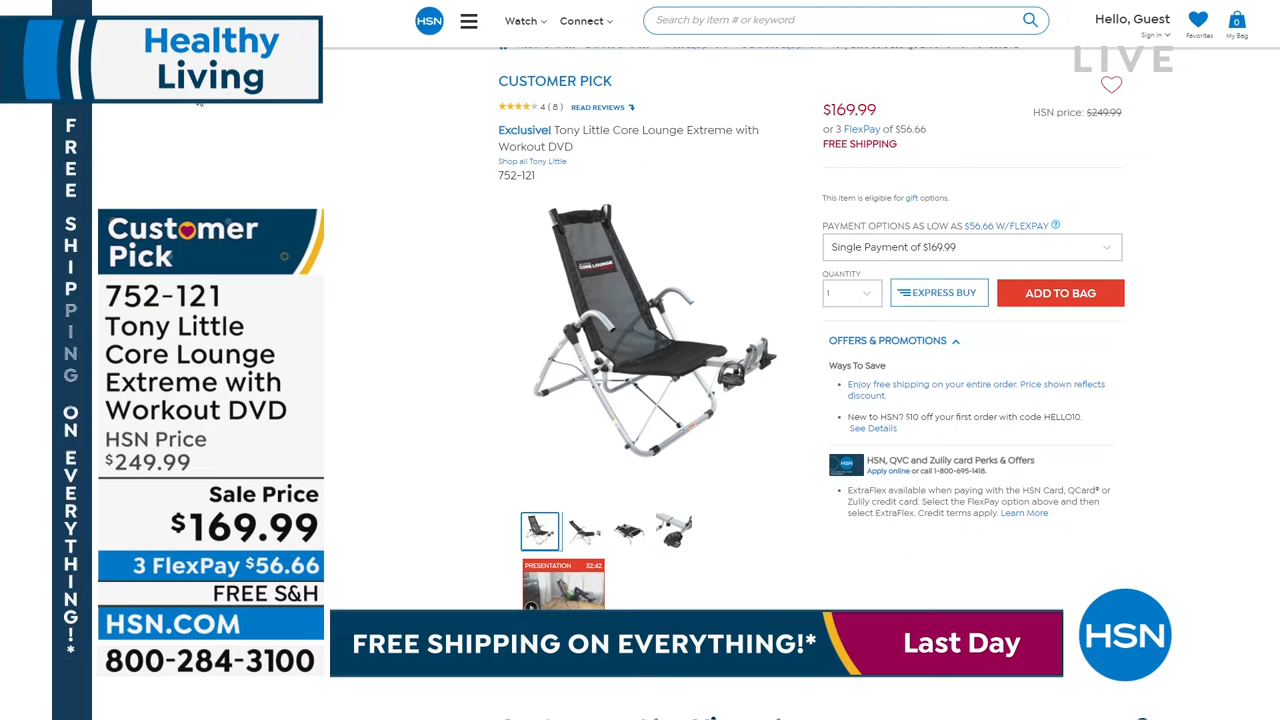 Healthy
Living
FREE SHIPPING ON EVERYTHING!*
Customer
Pick
752-121
Tony Little
Core Lounge
Extreme with
Workout DVD
HSN Price
$249.99
Sale Price
$169.99
3 FlexPay $56.66
FREE S&H
HSN.COM
800-284-3100
HSN
Watch
Connect
Search by item # or keyword
Hello, Guest
Sign in
Favorites
0
My Bag
LIVE
CUSTOMER PICK
4 ( 8 ) READ REVIEWS
Exclusive! Tony Little Core Lounge Extreme with
Workout DVD
Shop all Tony Little
752-121
CORE LOUNGE
PRESENTATION 32:42
$169.99
HSN price: $249.99
or 3 FlexPay of $56.66
FREE SHIPPING
This item is eligible for gift options.
PAYMENT OPTIONS AS LOW AS $56.66 W/FLEXPAY ?
Single Payment of $169.99
QUANTITY
1
EXPRESS BUY
ADD TO BAG
OFFERS & PROMOTIONS
Ways To Save
• Enjoy free shipping on your entire order. Price shown reflects
discount.
• New to HSN? $10 off your first order with code HELLO10.
See Details
HSN
HSN, QVC and Zulily card Perks & Offers
Apply online or call 1-800-695-1418.
• ExtraFlex available when paying with the HSN Card, QCard® or
Zulily credit card. Select the FlexPay option above and then
select ExtraFlex. Credit terms apply. Learn More
FREE SHIPPING ON EVERYTHING!*
Last Day
HSN